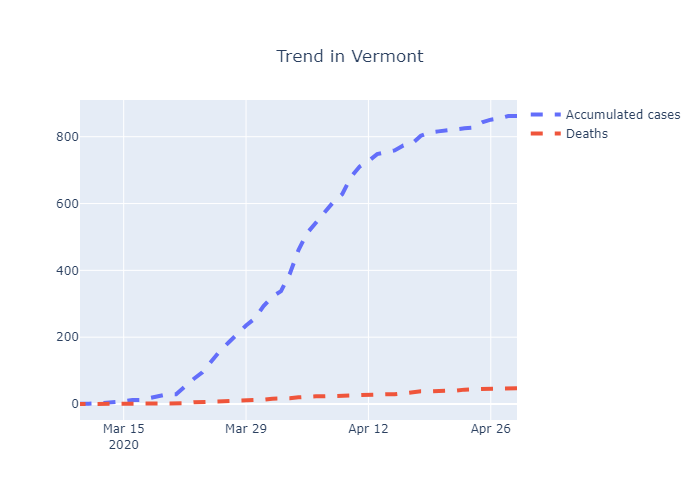 Trend in Vermont
Accumulated cases
Deaths
800
600
400
200
0
Mar 15
2020
Mar 29
Apr 12
Apr 26